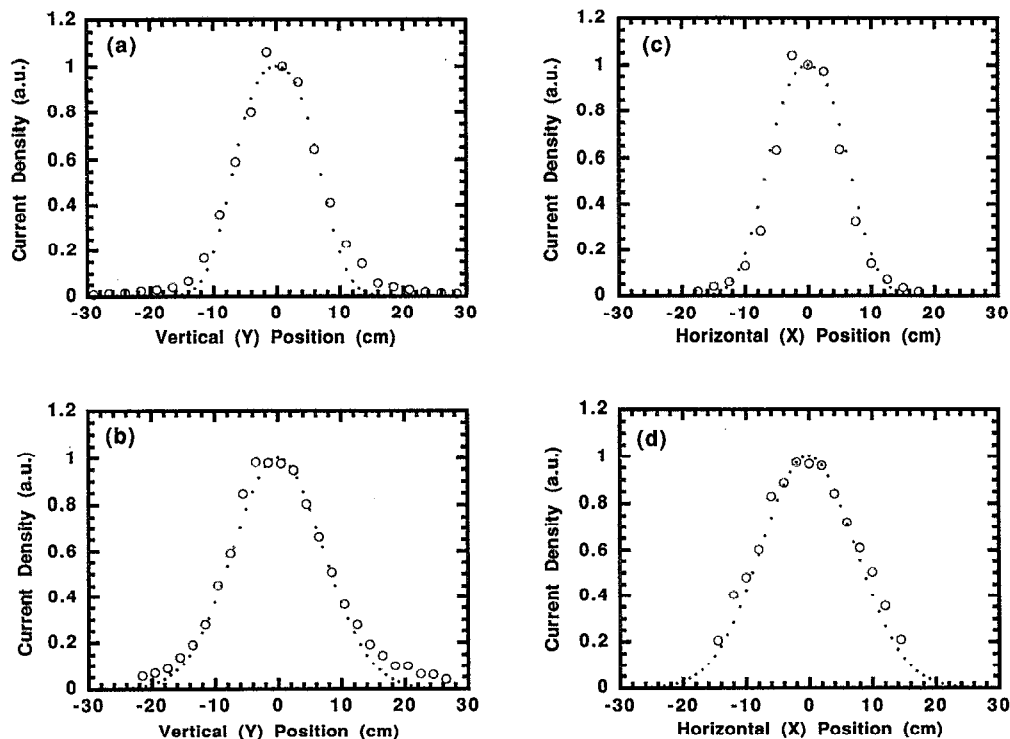 1.2
1
0.8
0.6
0.4
0.2
0
Current Density (a.u.)
(a)
-30 -20 -10 0 10 20 30
Vertical (Y) Position (cm)
1.2
1
0.8
0.6
0.4
0.2
0
Current Density (a.u.)
(c)
-30 -20 -10 0 10 20 30
Horizontal (X) Position (cm)
1.2
1
0.8
0.6
0.4
0.2
0
Current Density (a.u.)
(b)
-30 -20 -10 0 10 20 30
Vertical (Y) Position (cm)
1.2
1
0.8
0.6
0.4
0.2
0
Current Density (a.u.)
(d)
-30 -20 -10 0 10 20 30
Horizontal (X) Position (cm)